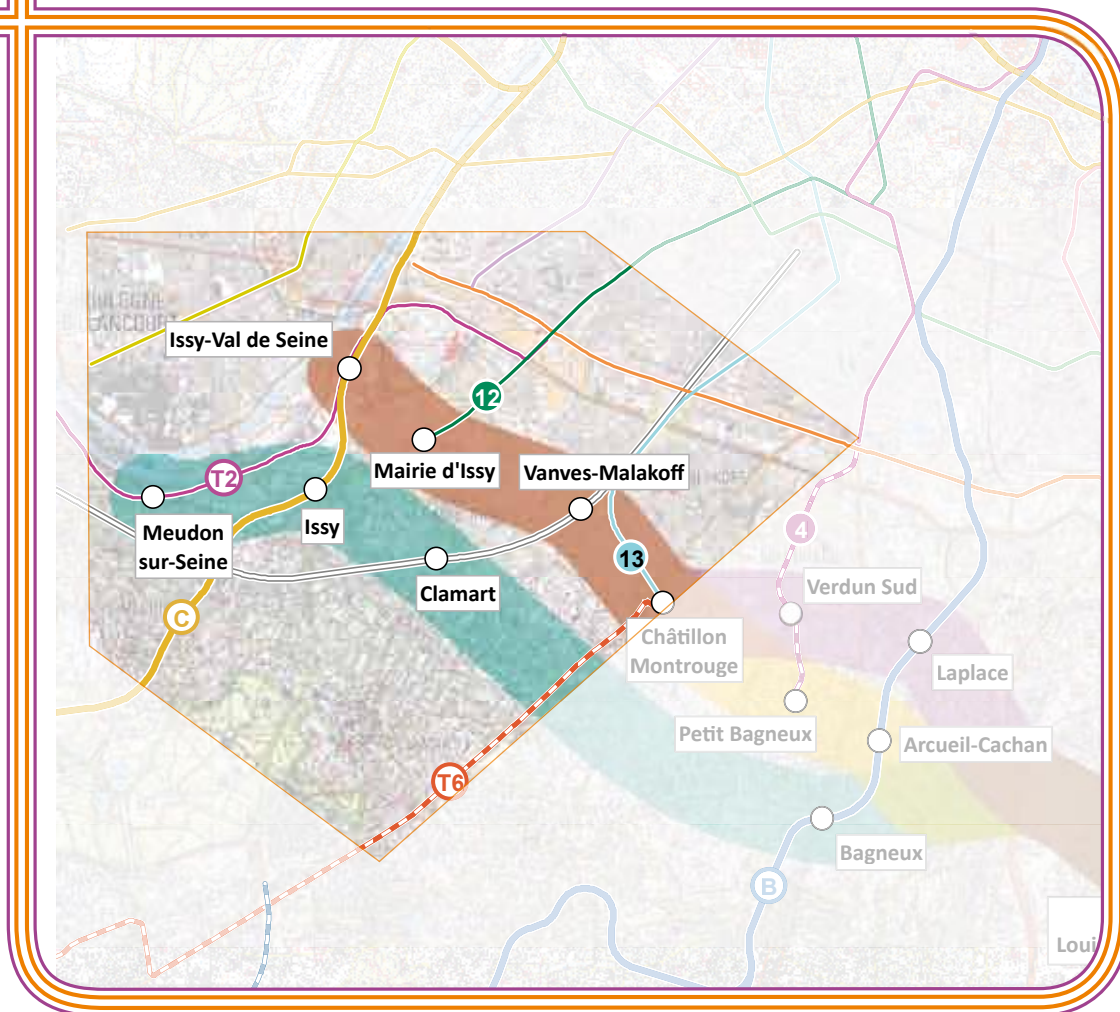 Issy-Val de Seine
12
Mairie d'Issy
Vanves-Malakoff
T2
Meudon
sur-Seine
Issy
Clamart
13
4
Verdun Sud
C
Châtillon
Montrouge
Laplace
Petit Bagneux
Arcueil-Cachan
T6
Bagneux
B
Loui